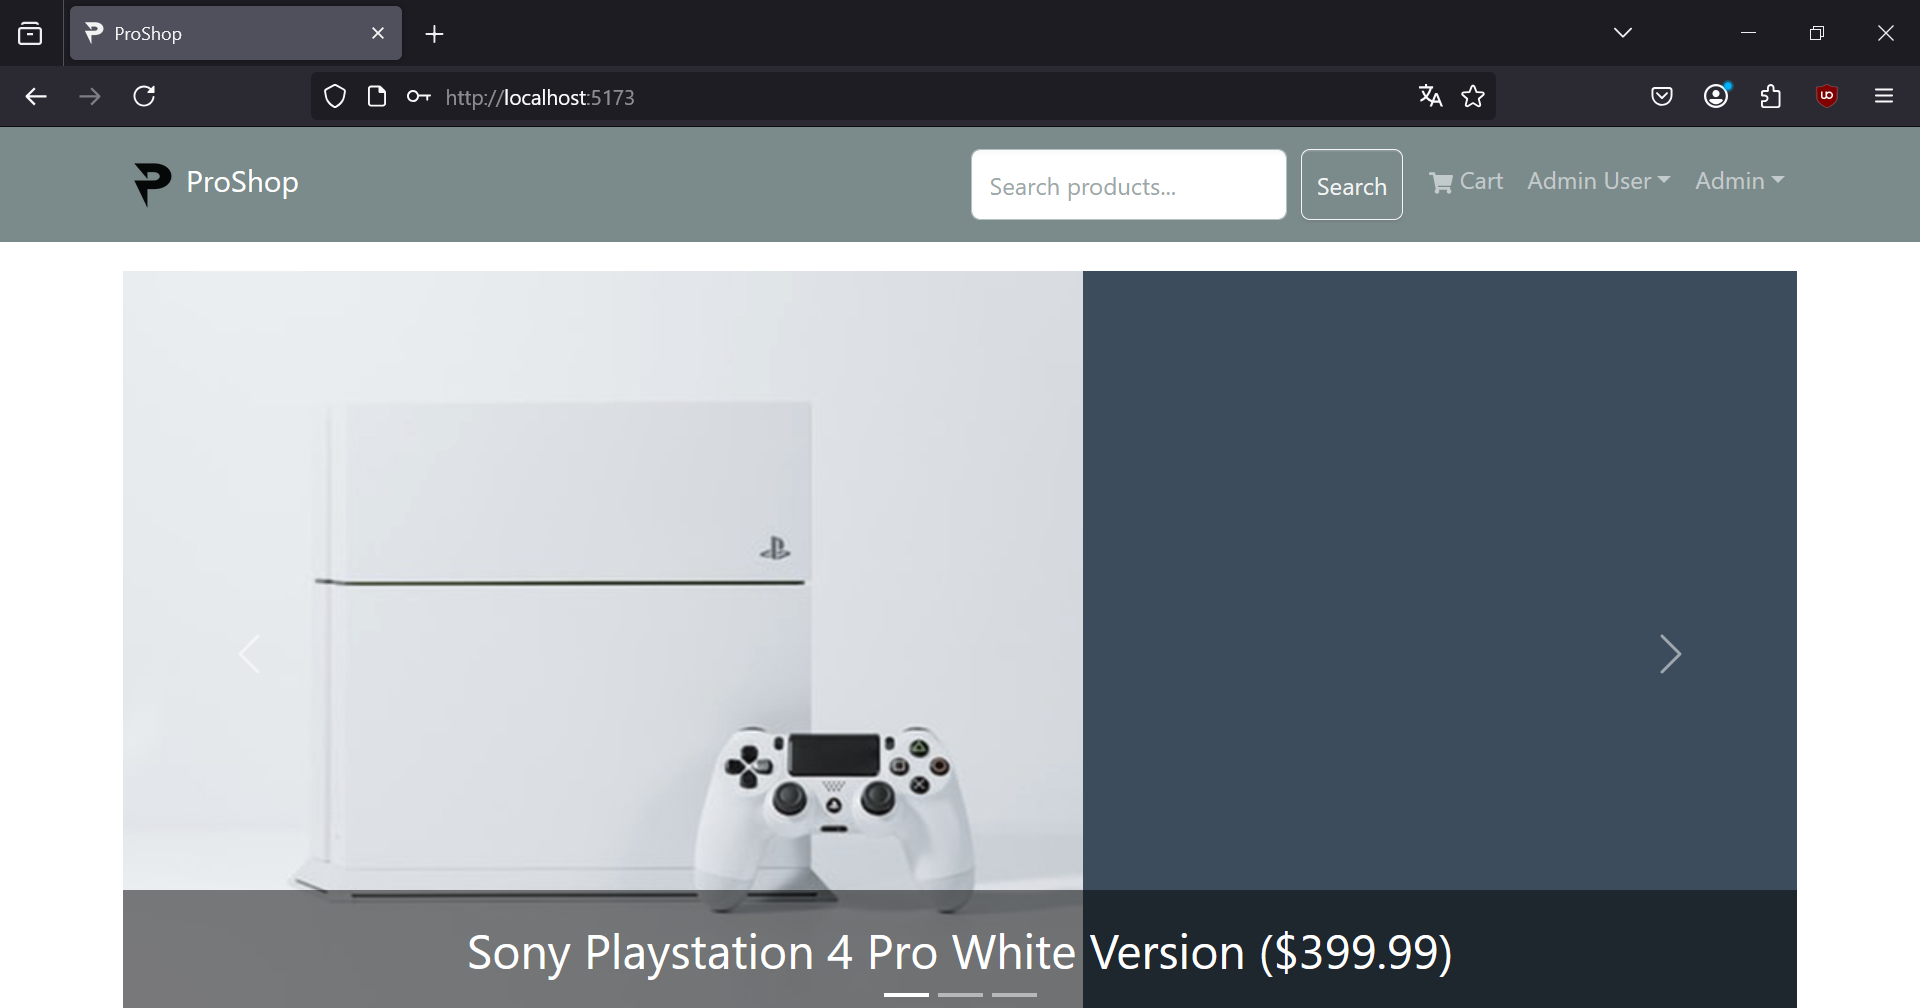 ProShop
http://localhost:5173
ProShop
Search products...
Search
Cart
Admin User
Admin
Sony Playstation 4 Pro White Version ($399.99)